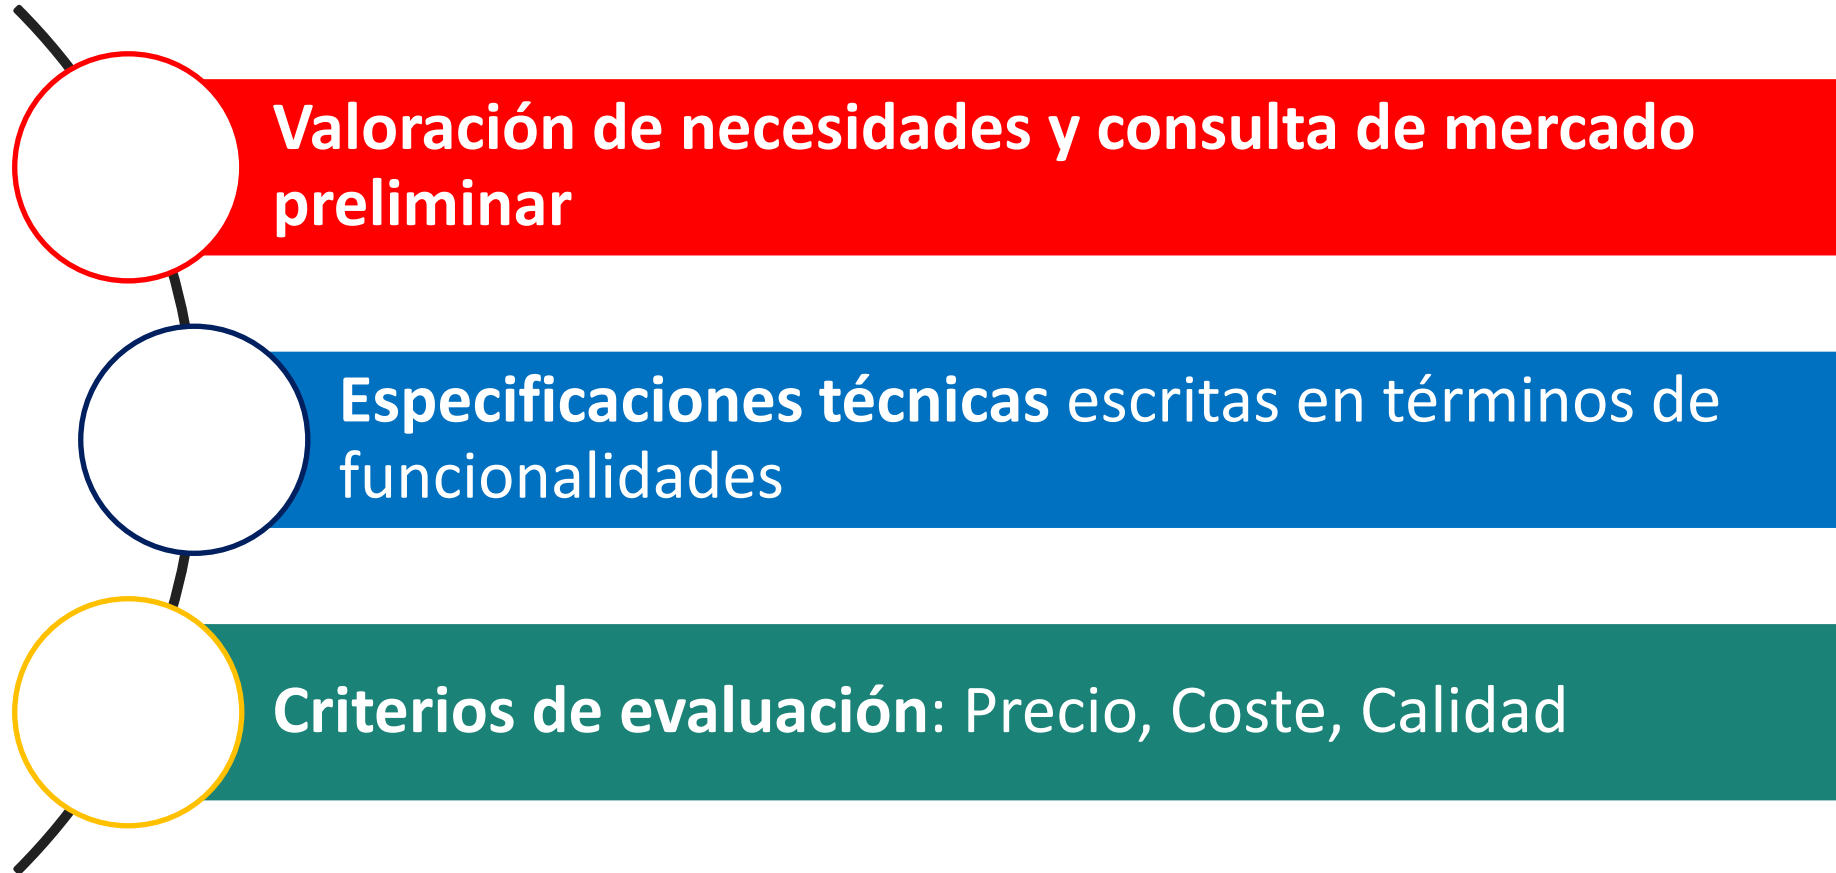 Valoración de necesidades y consulta de mercado
preliminar
Especificaciones técnicas escritas en términos de
funcionalidades
Criterios de evaluación: Precio, Coste, Calidad